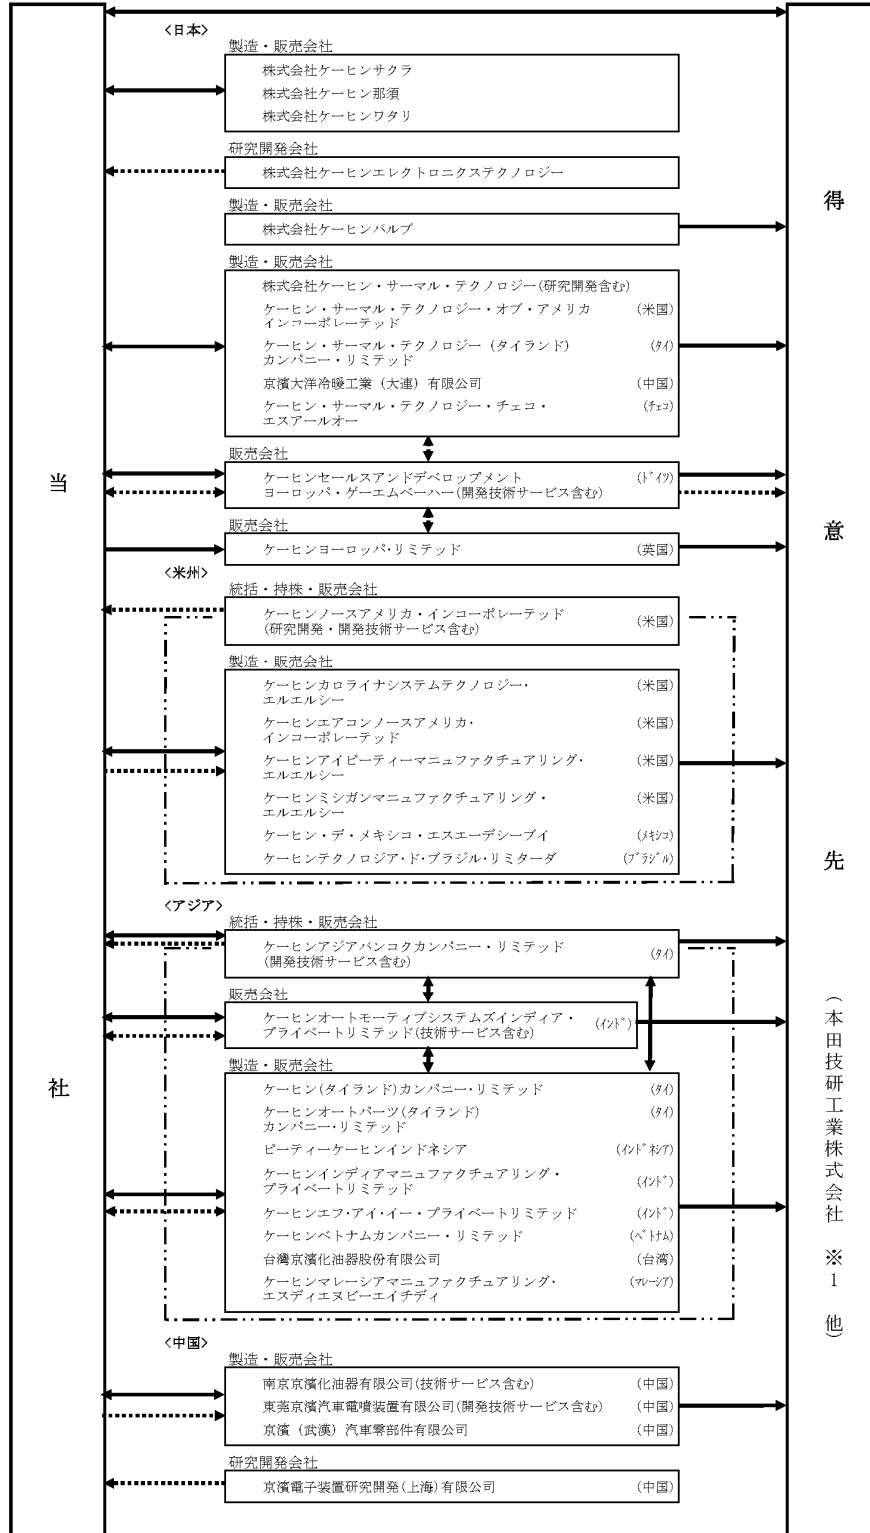 <日本>
製造・販売会社
株式会社ケーヒンサクラ
株式会社ケーヒン那須
株式会社ケーヒンワタリ
研究開発会社
株式会社ケーヒンエレクトロニクステクノロジー
製造・販売会社
株式会社ケーヒンバルブ
製造・販売会社
株式会社ケーヒン・サーマル・テクノロジー(研究開発含む)
ケーヒン・サーマル・テクノロジー・オブ・アメリカ (米国)
インコーポレーテッド
ケーヒン・サーマル・テクノロジー (タイランド) (タイ)
カンパニー・リミテッド
京濱大洋冷暖工業 (大連) 有限公司 (中国)
ケーヒン・サーマル・テクノロジー・チェコ・ (チェコ)
エスアールオー
販売会社
ケーヒンセールスアンドデベロップメント (ドイツ)
ヨーロッパ・ゲーエムベーハー(開発技術サービス含む)
販売会社
ケーヒンヨーロッパ・リミテッド (英国)
<米州>
統括・持株・販売会社
ケーヒンノースアメリカ・インコーポレーテッド (米国)
(研究開発・開発技術サービス含む)
製造・販売会社
ケーヒンカロライナシステムテクノロジー・ (米国)
エルエルシー
ケーヒンエアコンノースアメリカ・ (米国)
インコーポレーテッド
ケーヒンアイピーティーマニュファクチュアリング・ (米国)
エルエルシー
ケーヒンミシガンマニュファクチュアリング・ (米国)
エルエルシー
ケーヒン・デ・メキシコ・エスエーデシーブイ (メキシコ)
ケーヒンテクノロジア・ド・ブラジル・リミターダ (ブラジル)
<アジア>
統括・持株・販売会社
ケーヒンアジアバンコクカンパニー・リミテッド (タイ)
(開発技術サービス含む)
販売会社
ケーヒンオートモーティブシステムズインディア・ (インド)
プライベートリミテッド(技術サービス含む)
製造・販売会社
ケーヒン(タイランド)カンパニー・リミテッド (タイ)
ケーヒンオートパーツ(タイランド) (タイ)
カンパニー・リミテッド
ピーティーケーヒンインドネシア (インドネシア)
ケーヒンインディアマニュファクチュアリング・ (インド)
プライベートリミテッド
ケーヒンエフ・アイ・イー・プライベートリミテッド (インド)
ケーヒンベトナムカンパニー・リミテッド (ベトナム)
台灣京濱化油器股份有限公司 (台湾)
ケーヒンマレーシアマニュファクチュアリング・ (マレーシア)
エスディエヌビーエイチディ
<中国>
製造・販売会社
南京京濱化油器有限公司(技術サービス含む) (中国)
東莞京濱汽車電噴装置有限公司(開発技術サービス含む) (中国)
京濱 (武漢) 汽車零部件有限公司 (中国)
研究開発会社
京濱電子装置研究開発(上海)有限公司 (中国)
当社
得意先
(本田技研工業株式会社 ※1 他)